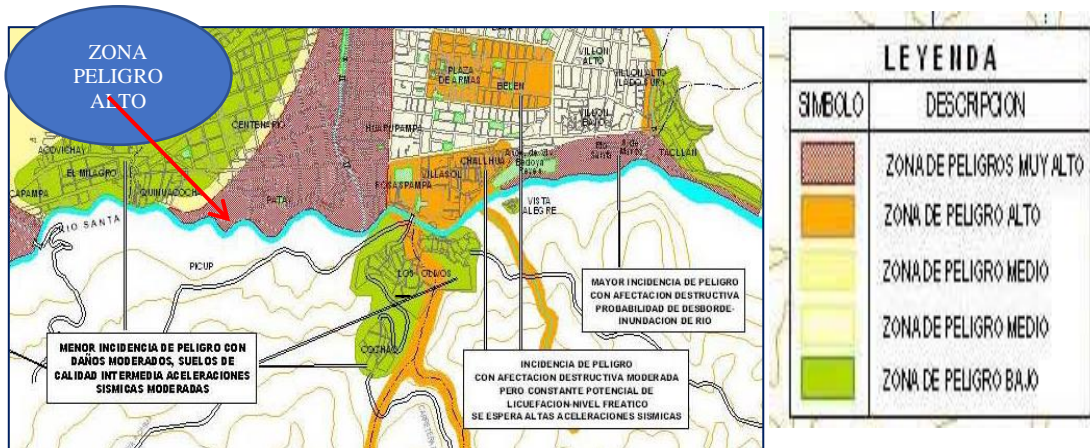 ZONA
PELIGRO
ALTO
CENTENARIO
ACOVICHAY
EL MILAGRO
QUINUACOCHA
CAPAMPA
RIO SANTA
PATAY
PICUP
HUARUPAMPA
PLAZA
DE ARMAS
BELEN
VILLON
ALTO
VILLON ALTO
(LADO SUR)
VILLON
BAJO
CHALLHUA
VILLASOL
ROSASPAMPA
TACLLAN
VISTA
ALEGRE
LOS OLIVOS
MENOR INCIDENCIA DE PELIGRO CON
DAÑOS MODERADOS, SUELOS DE
CALIDAD INTERMEDIA ACELERACIONES
SISMICAS MODERADAS
MAYOR INCIDENCIA DE PELIGRO
CON AFECTACION DESTRUCTIVA
PROBABILIDAD DE DESBORDE-
INUNDACION DE RIO
INCIDENCIA DE PELIGRO
CON AFECTACION DESTRUCTIVA MODERADA
PERO CONSTANTE POTENCIAL DE
LICUEFACION-NIVEL FREATICO
SE ESPERA ALTAS ACELERACIONES SISMICAS
LEYENDA
SIMBOLO DESCRIPCION
ZONA DE PELIGROS MUY ALTO
ZONA DE PELIGRO ALTO
ZONA DE PELIGRO MEDIO
ZONA DE PELIGRO MEDIO
ZONA DE PELIGRO BAJO